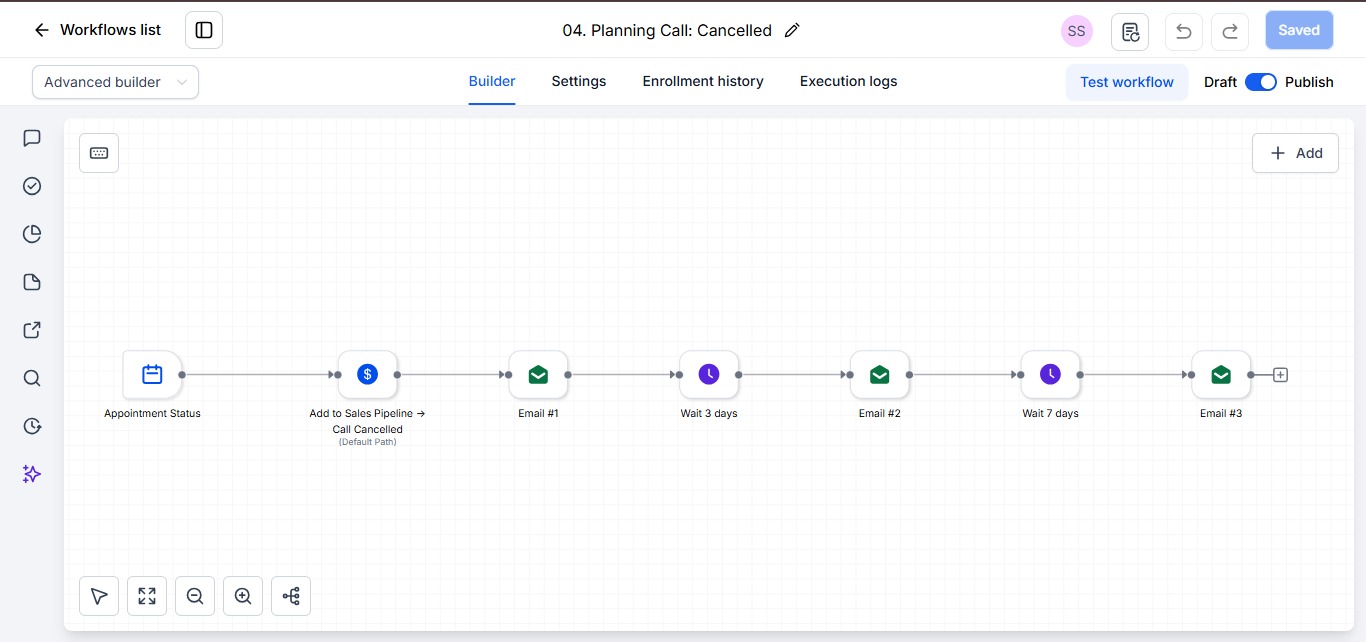 Workflows list
04. Planning Call: Cancelled
SS
Saved
Advanced builder
Builder
Settings
Enrollment history
Execution logs
Test workflow
Draft
Publish
Add
$
Appointment Status
Add to Sales Pipeline →
Call Cancelled
(Default Path)
Email #1
Wait 3 days
Email #2
Wait 7 days
Email #3